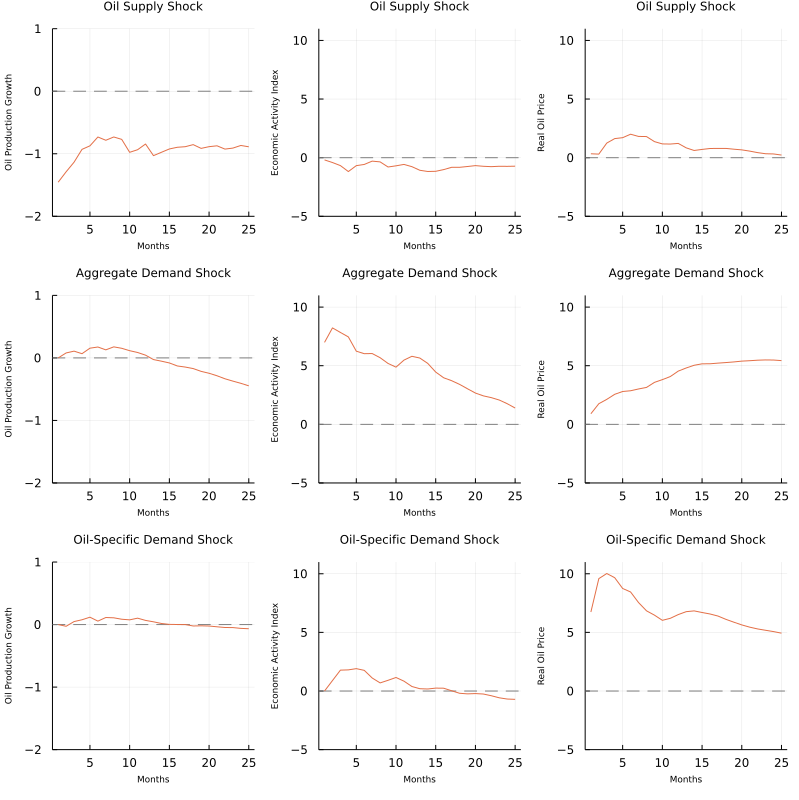 Oil Supply Shock
Oil Supply Shock
Oil Supply Shock
Oil Production Growth
1
0
−1
−2
5 10 15 20 25
Months
Economic Activity Index
10
5
0
−5
5 10 15 20 25
Months
Real Oil Price
10
5
0
−5
5 10 15 20 25
Months
Aggregate Demand Shock
Aggregate Demand Shock
Aggregate Demand Shock
Oil Production Growth
1
0
−1
−2
5 10 15 20 25
Months
Economic Activity Index
10
5
0
−5
5 10 15 20 25
Months
Real Oil Price
10
5
0
−5
5 10 15 20 25
Months
Oil-Specific Demand Shock
Oil-Specific Demand Shock
Oil-Specific Demand Shock
Oil Production Growth
1
0
−1
−2
5 10 15 20 25
Months
Economic Activity Index
10
5
0
−5
5 10 15 20 25
Months
Real Oil Price
10
5
0
−5
5 10 15 20 25
Months